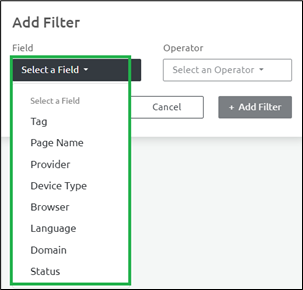 Add Filter
Field
Operator
Select a Field
Select an Operator
Select a Field
Cancel
+ Add Filter
Tag
Page Name
Provider
Device Type
Browser
Language
Domain
Status